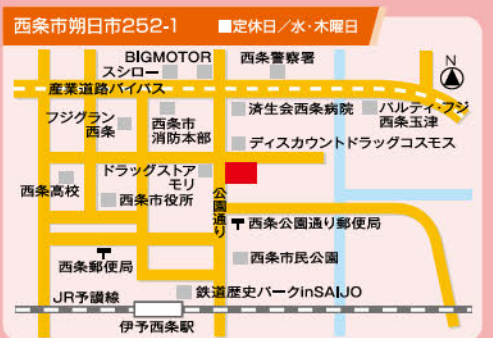 西条市朔日市252-1
■定休日／水・木曜日
BIGMOTOR
西条警察署
スシロー
N
産業道路バイパス
フジグラン
西条
西条市
消防本部
済生会西条病院
パルティ・フジ
西条玉津
ディスカウントドラッグコスモス
ドラッグストア
モリ
西条高校
西条市役所
公園通り
西条公園通り郵便局
西条郵便局
西条市民公園
鉄道歴史パークinSAIJO
JR予讃線
伊予西条駅